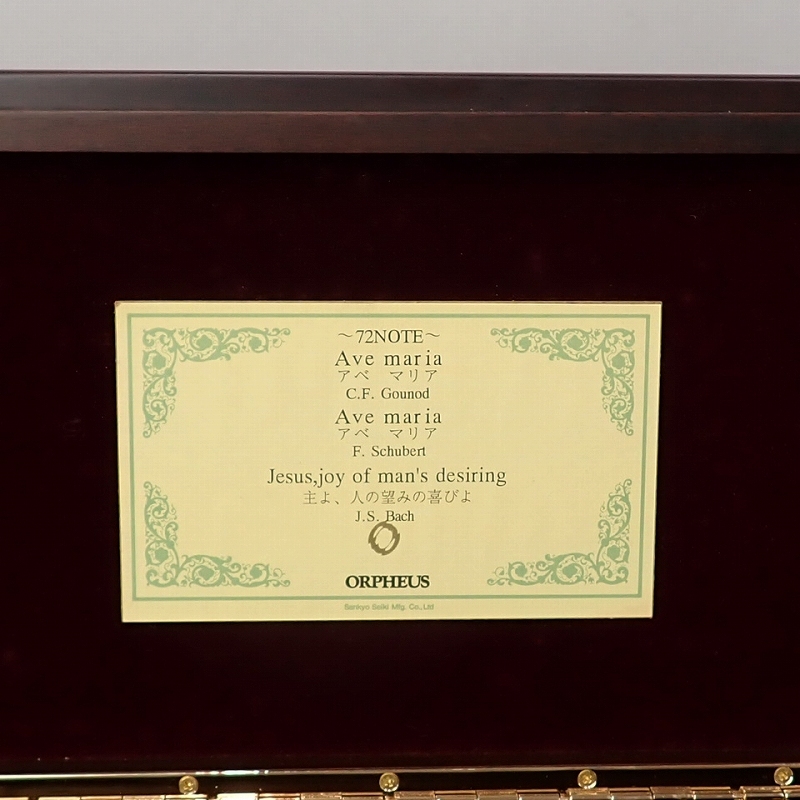 ～72NOTE～
Ave maria
アベ　マリア
C.F. Gounod
Ave maria
アベ　マリア
F. Schubert
Jesus,joy of man's desiring
主よ、人の望みの喜びよ
J.S. Bach
ORPHEUS
Sankyo Seiki Mfg. Co.,Ltd